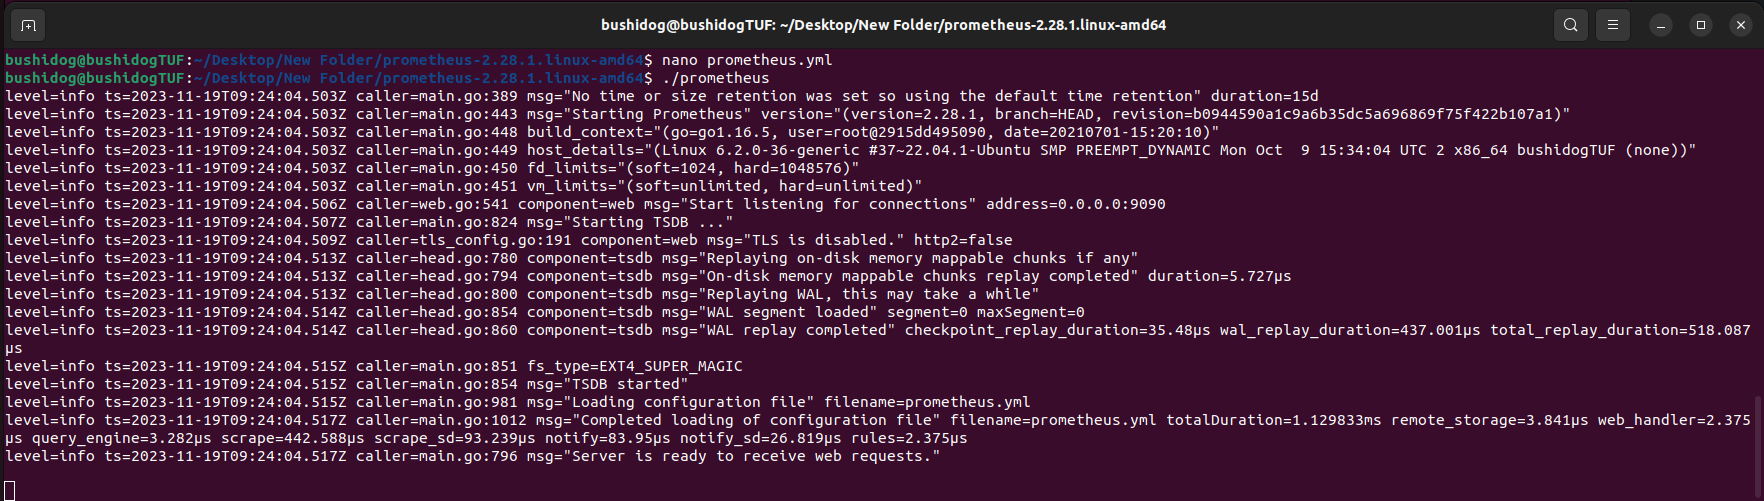 bushidog@bushidogTUF: ~/Desktop/New Folder/prometheus-2.28.1.linux-amd64
bushidog@bushidogTUF:~/Desktop/New Folder/prometheus-2.28.1.linux-amd64$ nano prometheus.yml
bushidog@bushidogTUF:~/Desktop/New Folder/prometheus-2.28.1.linux-amd64$ ./prometheus
level=info ts=2023-11-19T09:24:04.503Z caller=main.go:389 msg="No time or size retention was set so using the default time retention" duration=15d
level=info ts=2023-11-19T09:24:04.503Z caller=main.go:443 msg="Starting Prometheus" version="(version=2.28.1, branch=HEAD, revision=b0944590a1c9a6b35dc5a696869f75f422b107a1)"
level=info ts=2023-11-19T09:24:04.503Z caller=main.go:448 build_context="(go=go1.16.5, user=root@2915dd495090, date=20210701-15:20:10)"
level=info ts=2023-11-19T09:24:04.503Z caller=main.go:449 host_details="(Linux 6.2.0-36-generic #37~22.04.1-Ubuntu SMP PREEMPT_DYNAMIC Mon Oct  9 15:34:04 UTC 2 x86_64 bushidogTUF (none))"
level=info ts=2023-11-19T09:24:04.503Z caller=main.go:450 fd_limits="(soft=1024, hard=1048576)"
level=info ts=2023-11-19T09:24:04.503Z caller=main.go:451 vm_limits="(soft=unlimited, hard=unlimited)"
level=info ts=2023-11-19T09:24:04.506Z caller=web.go:541 component=web msg="Start listening for connections" address=0.0.0.0:9090
level=info ts=2023-11-19T09:24:04.507Z caller=main.go:824 msg="Starting TSDB ..."
level=info ts=2023-11-19T09:24:04.509Z caller=tls_config.go:191 component=web msg="TLS is disabled." http2=false
level=info ts=2023-11-19T09:24:04.513Z caller=head.go:780 component=tsdb msg="Replaying on-disk memory mappable chunks if any"
level=info ts=2023-11-19T09:24:04.513Z caller=head.go:794 component=tsdb msg="On-disk memory mappable chunks replay completed" duration=5.727µs
level=info ts=2023-11-19T09:24:04.513Z caller=head.go:800 component=tsdb msg="Replaying WAL, this may take a while"
level=info ts=2023-11-19T09:24:04.514Z caller=head.go:854 component=tsdb msg="WAL segment loaded" segment=0 maxSegment=0
level=info ts=2023-11-19T09:24:04.514Z caller=head.go:860 component=tsdb msg="WAL replay completed" checkpoint_replay_duration=35.48µs wal_replay_duration=437.001µs total_replay_duration=518.087
µs
level=info ts=2023-11-19T09:24:04.515Z caller=main.go:851 fs_type=EXT4_SUPER_MAGIC
level=info ts=2023-11-19T09:24:04.515Z caller=main.go:854 msg="TSDB started"
level=info ts=2023-11-19T09:24:04.515Z caller=main.go:981 msg="Loading configuration file" filename=prometheus.yml
level=info ts=2023-11-19T09:24:04.517Z caller=main.go:1012 msg="Completed loading of configuration file" filename=prometheus.yml totalDuration=1.129833ms remote_storage=3.841µs web_handler=2.375
µs query_engine=3.282µs scrape=442.588µs scrape_sd=93.239µs notify=83.95µs notify_sd=26.819µs rules=2.375µs
level=info ts=2023-11-19T09:24:04.517Z caller=main.go:796 msg="Server is ready to receive web requests."